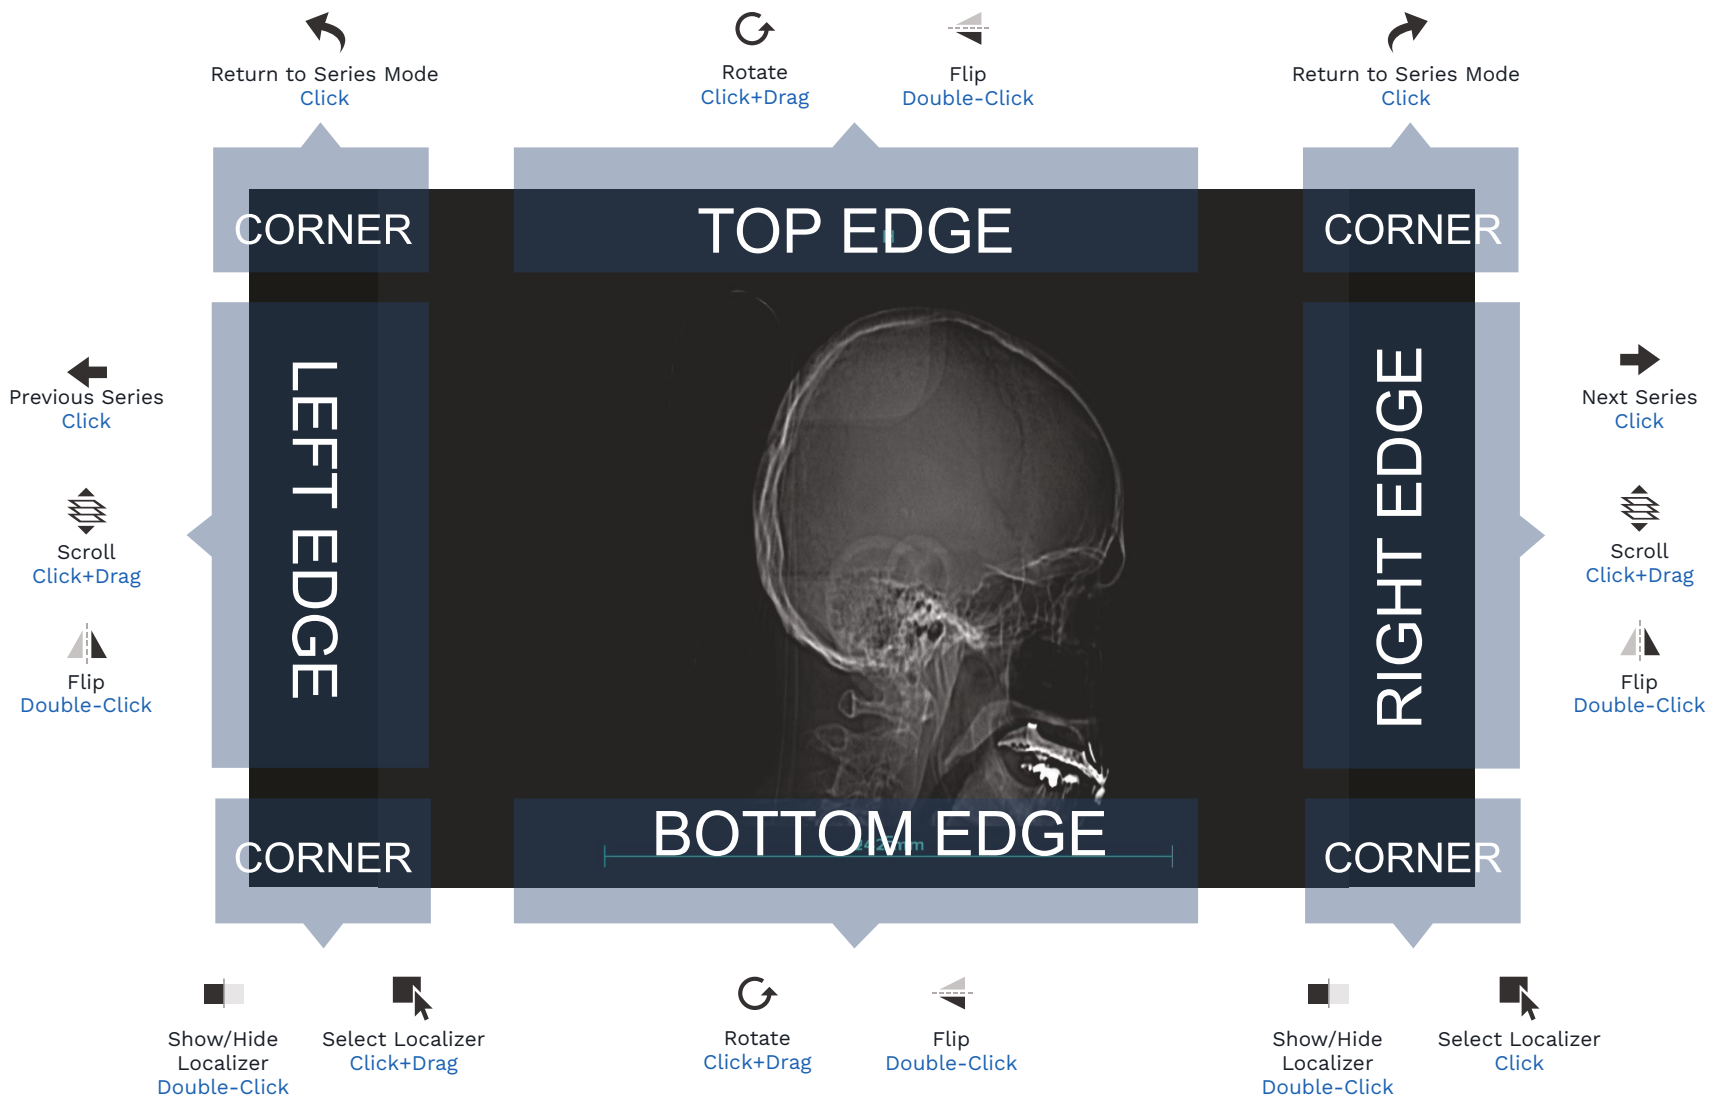 Return to Series Mode
Click
Rotate
Click+Drag
Flip
Double-Click
Return to Series Mode
Click
CORNER
TOP EDGE
CORNER
Previous Series
Click
Scroll
Click+Drag
Flip
Double-Click
LEFT EDGE
RIGHT EDGE
Next Series
Click
Scroll
Click+Drag
Flip
Double-Click
CORNER
BOTTOM EDGE
CORNER
Show/Hide
Localizer
Double-Click
Select Localizer
Click+Drag
Rotate
Click+Drag
Flip
Double-Click
Show/Hide
Localizer
Double-Click
Select Localizer
Click